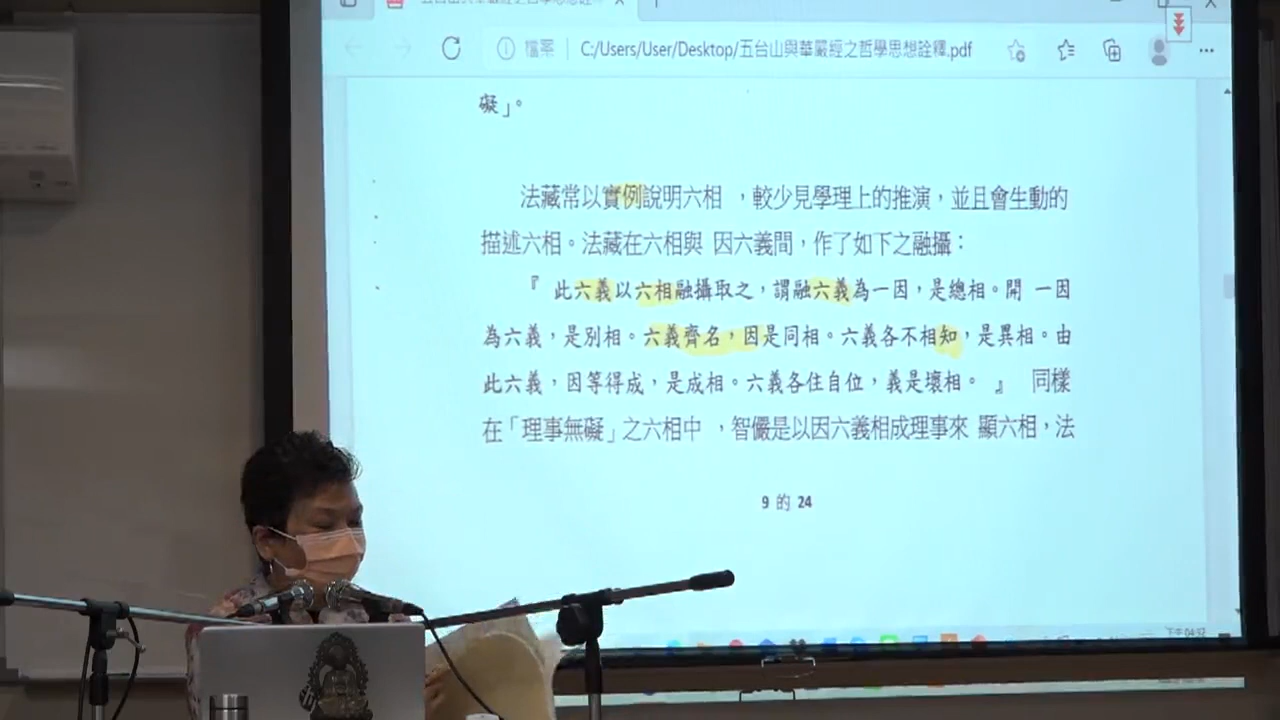 檔案 C:/Users/User/Desktop/五台山與華嚴經之哲學思想詮釋.pdf
礙」。
法藏常以實例說明六相 ，較少見學理上的推演，並且會生動的
描述六相。法藏在六相與 因六義間，作了如下之融攝：
『 此六義以六相融攝取之，謂融六義為一因，是總相。開 一因
為六義，是別相。六義齊名，因是同相。六義各不相知，是異相。由
此六義，因等得成，是成相。六義各住自位，義是壞相。 』 同樣
在「理事無礙」之六相中 ，智儼是以因六義相成理事來 顯六相，法
9 的 24
下午 04:52